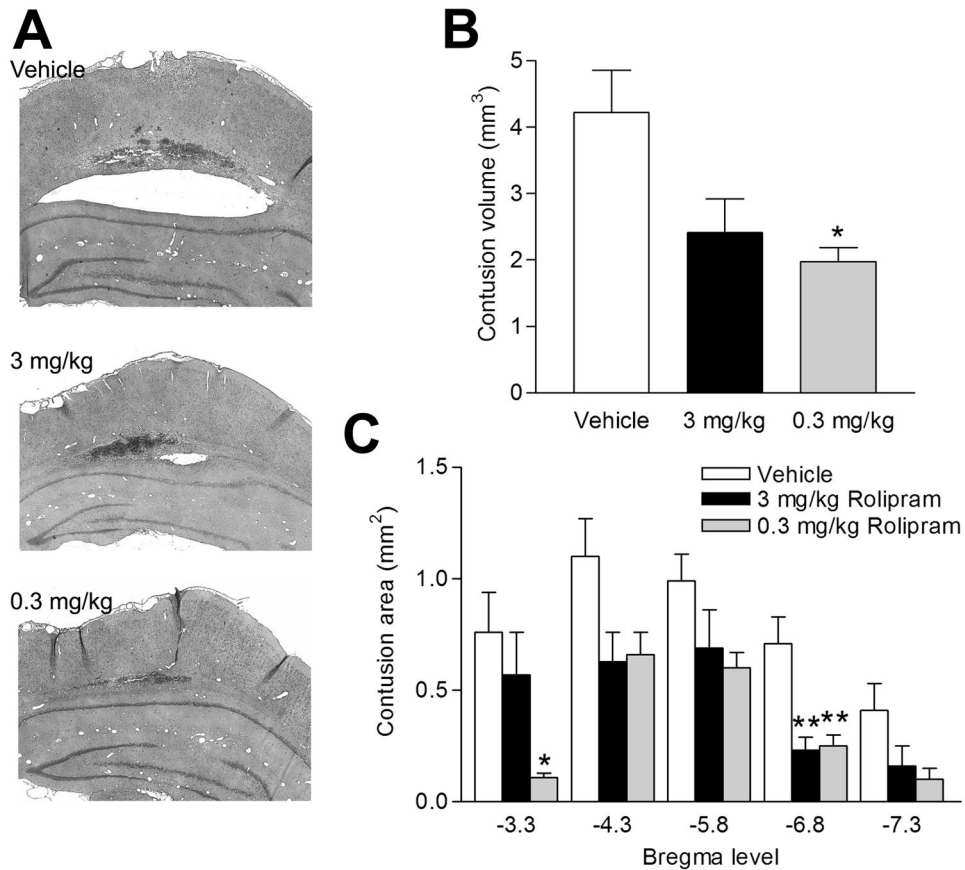 A
Vehicle
3 mg/kg
0.3 mg/kg
B
Contusion volume (mm³)
5
4
3
2
1
0
*
Vehicle 3 mg/kg 0.3 mg/kg
C
Contusion area (mm²)
1.5
1.0
0.5
0.0
Vehicle
3 mg/kg Rolipram
0.3 mg/kg Rolipram
*
** **
-3.3 -4.3 -5.8 -6.8 -7.3
Bregma level